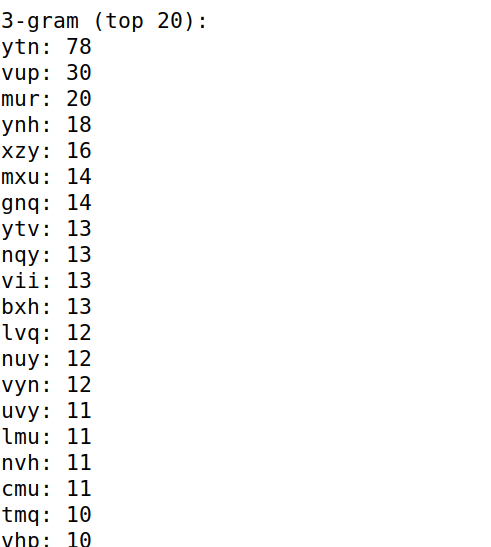 3-gram (top 20):
ytn: 78
vup: 30
mur: 20
ynh: 18
xzy: 16
mxu: 14
gnq: 14
ytv: 13
nqy: 13
vii: 13
bxh: 13
lvq: 12
nuy: 12
vyn: 12
uvy: 11
lmu: 11
nvh: 11
cmu: 11
tmq: 10
vhp: 10